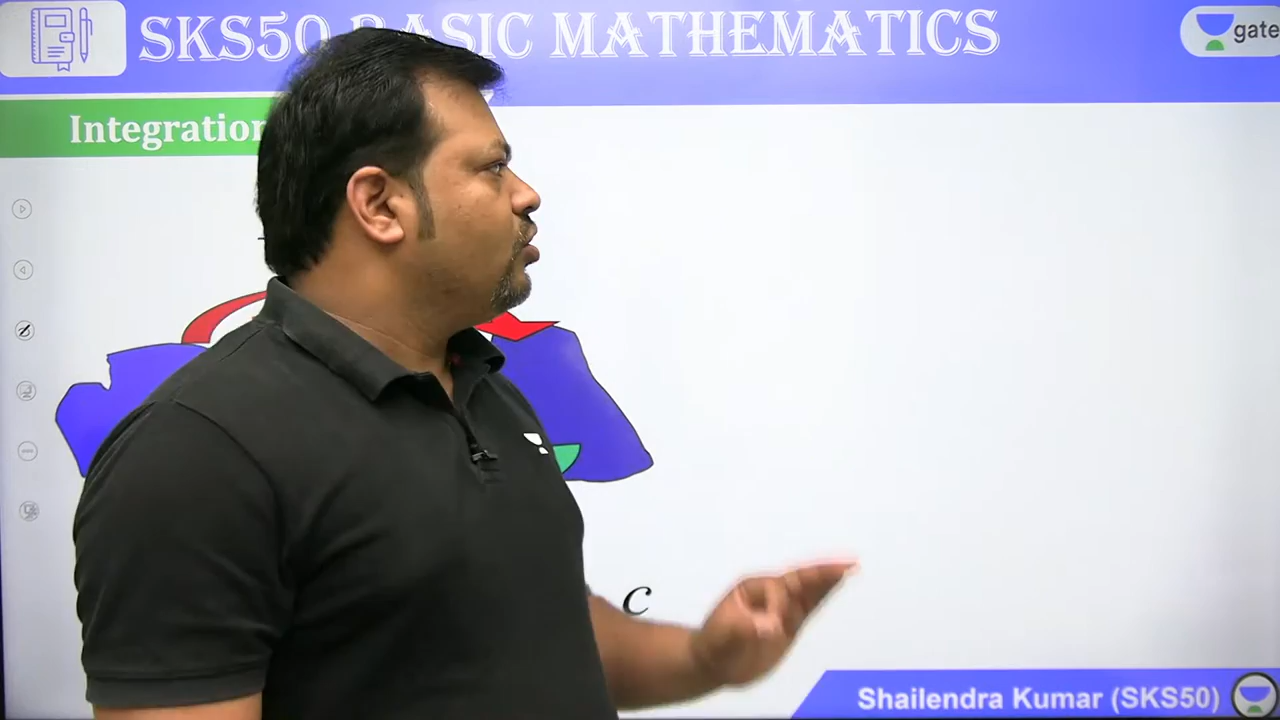 SKS50 BASIC MATHEMATICS
gate
Integration
c
Shailendra Kumar (SKS50)